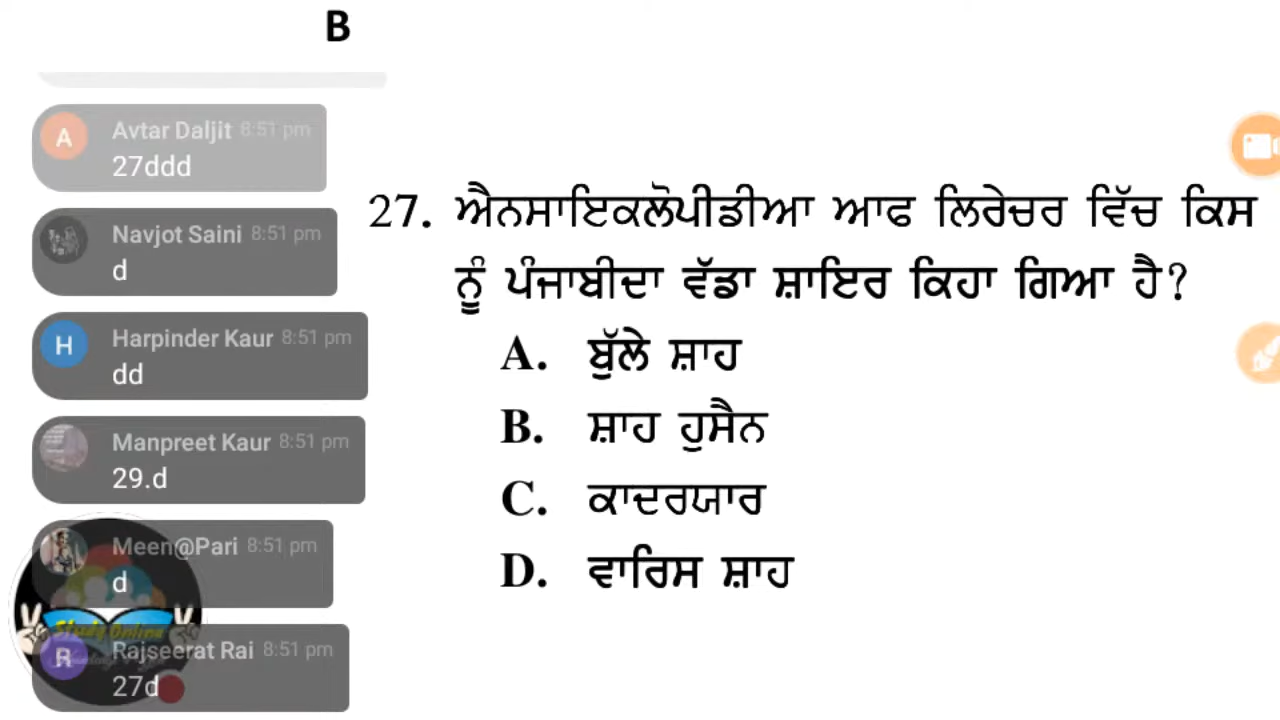 B
Avtar Daljit 8:51 pm
27ddd
Navjot Saini 8:51 pm
d
Harpinder Kaur 8:51 pm
dd
Manpreet Kaur 8:51 pm
29.d
Meen@Pari 8:51 pm
d
Study Online
Rajseerat Rai 8:51 pm
27d
27. ਐਨਸਾਇਕਲੋਪੀਡੀਆ ਆਫ ਲਿਰੇਚਰ ਵਿੱਚ ਕਿਸ
ਨੂੰ ਪੰਜਾਬੀਦਾ ਵੱਡਾ ਸ਼ਾਇਰ ਕਿਹਾ ਗਿਆ ਹੈ?
A. ਬੁੱਲੇ ਸ਼ਾਹ
B. ਸ਼ਾਹ ਹੁਸੈਨ
C. ਕਾਦਰਯਾਰ
D. ਵਾਰਿਸ ਸ਼ਾਹ